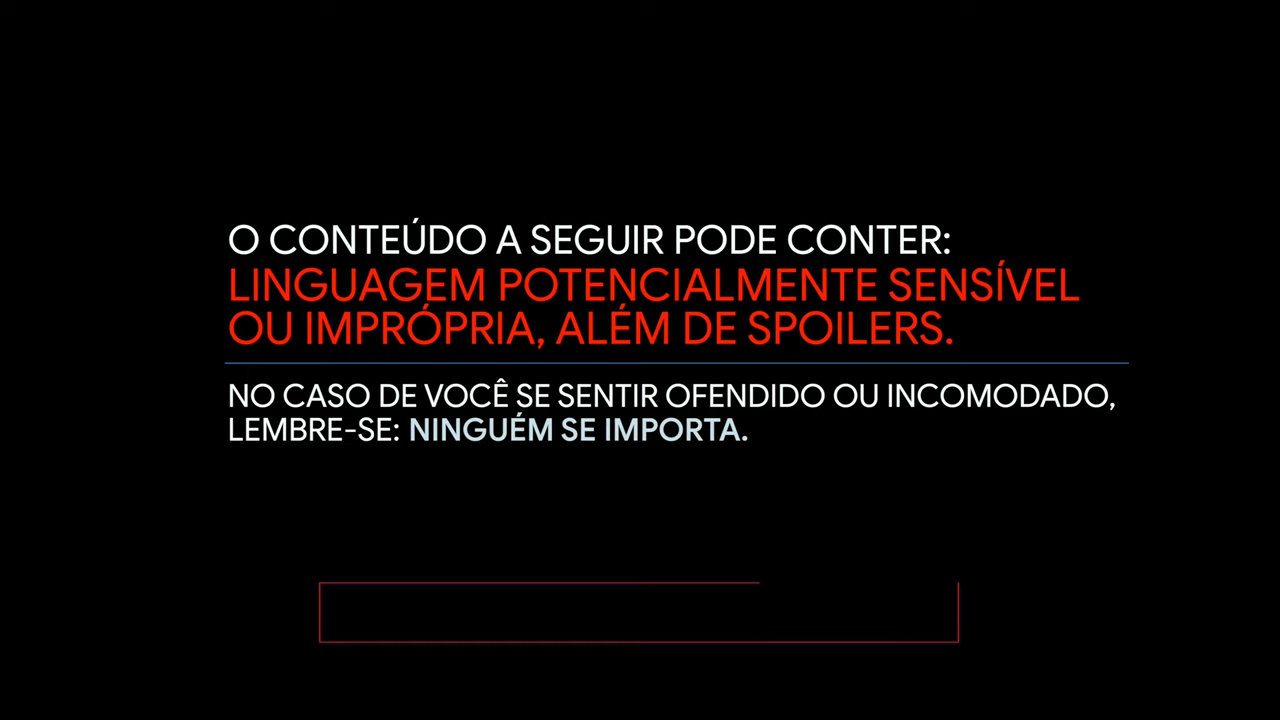 O CONTEÚDO A SEGUIR PODE CONTER:
LINGUAGEM POTENCIALMENTE SENSÍVEL
OU IMPRÓPRIA, ALÉM DE SPOILERS.
NO CASO DE VOCÊ SE SENTIR OFENDIDO OU INCOMODADO,
LEMBRE-SE: NINGUÉM SE IMPORTA.